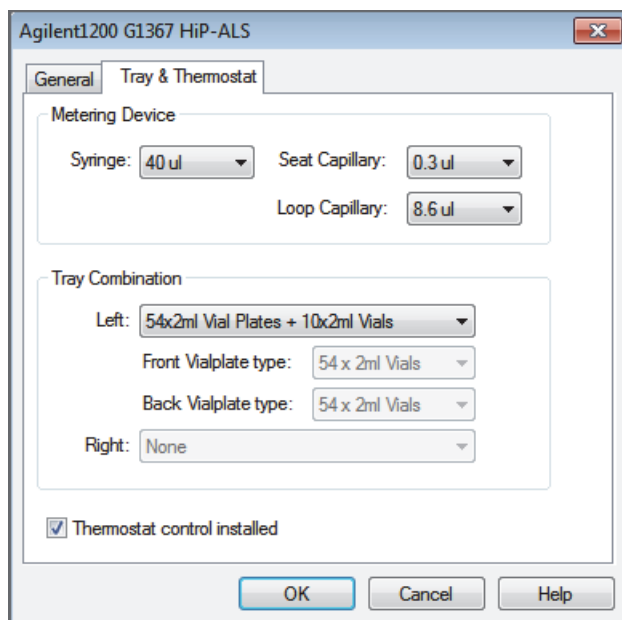 Agilent1200 G1367 HiP-ALS
General Tray & Thermostat
Metering Device
Syringe: 40 ul Seat Capillary: 0.3 ul
Loop Capillary: 8.6 ul
Tray Combination
Left: 54x2ml Vial Plates + 10x2ml Vials
Front Vialplate type: 54 x 2ml Vials
Back Vialplate type: 54 x 2ml Vials
Right: None
Thermostat control installed
OK Cancel Help